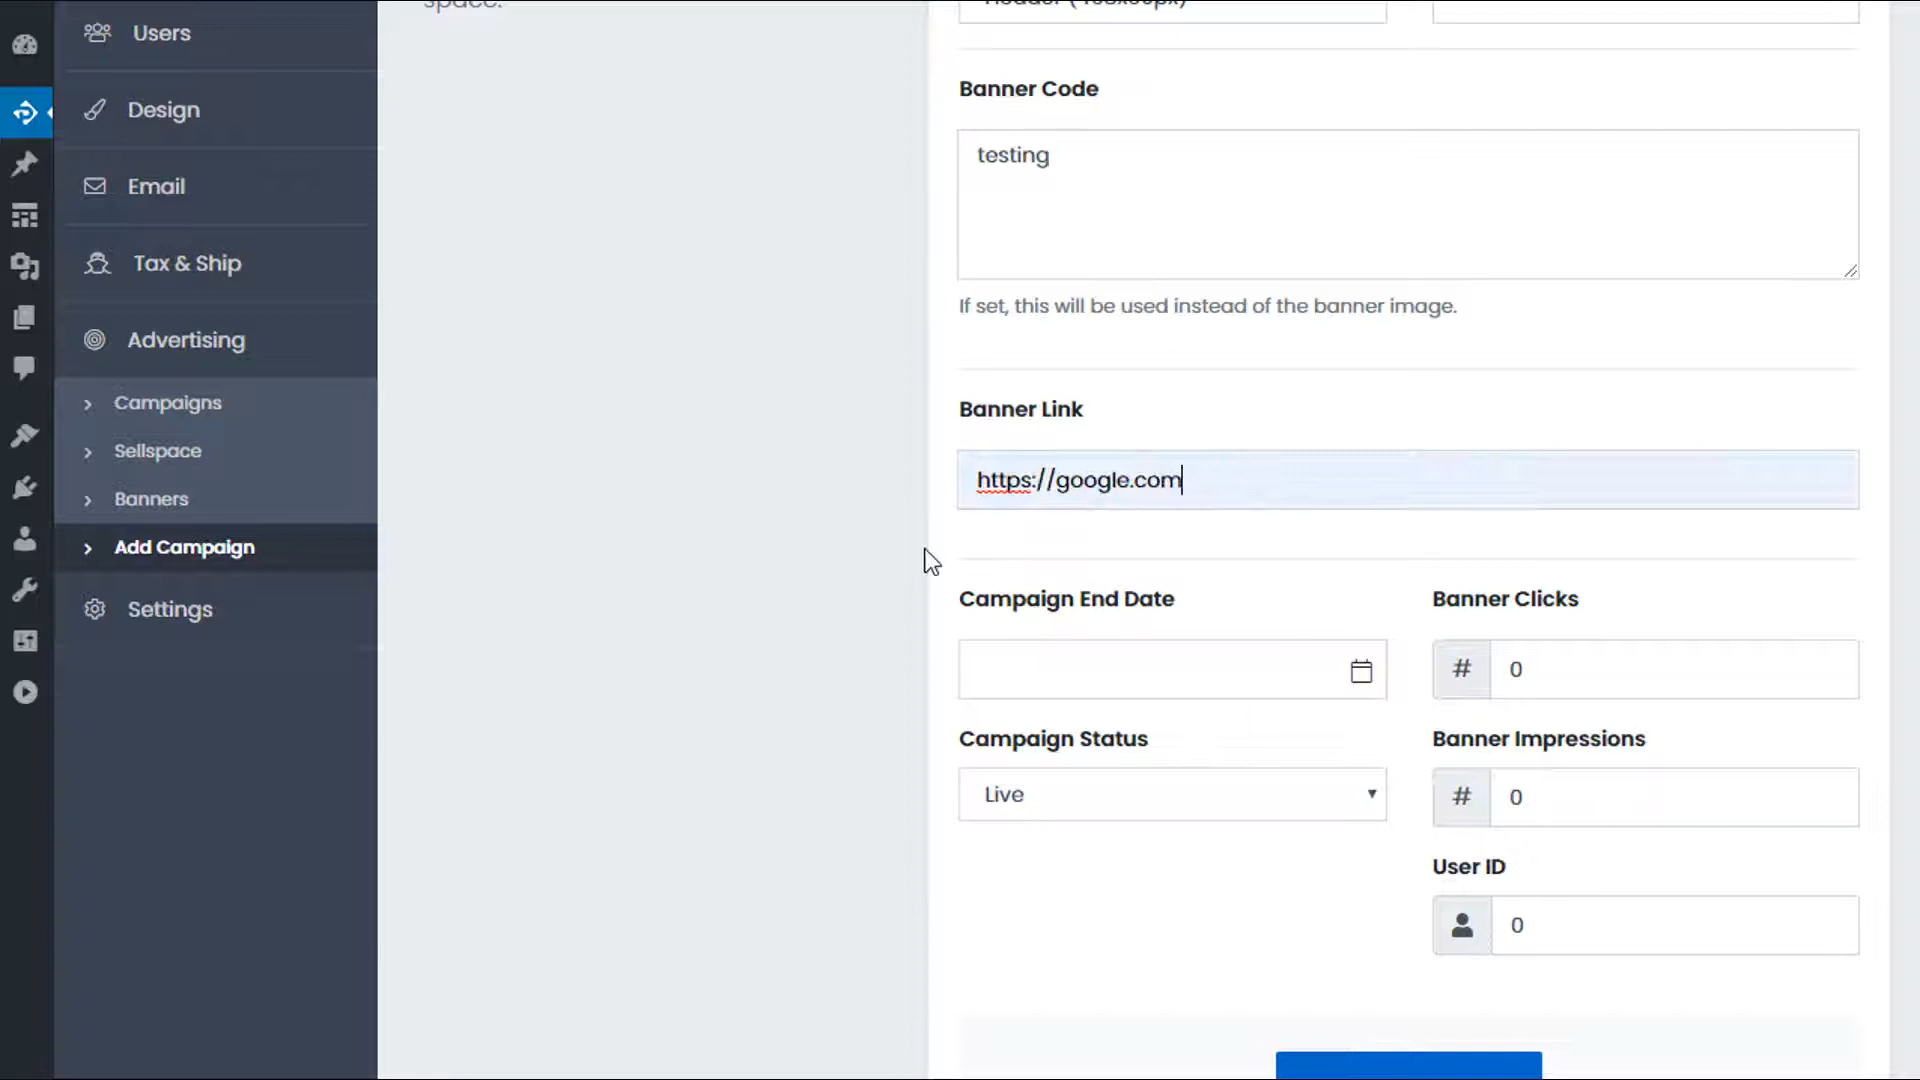 space.
Users
Design
Email
Tax & Ship
Advertising
Campaigns
Sellspace
Banners
Add Campaign
Settings
Banner Code
testing
If set, this will be used instead of the banner image.
Banner Link
https://google.com
Campaign End Date
Banner Clicks
# 0
Campaign Status
Banner Impressions
Live
# 0
User ID
0